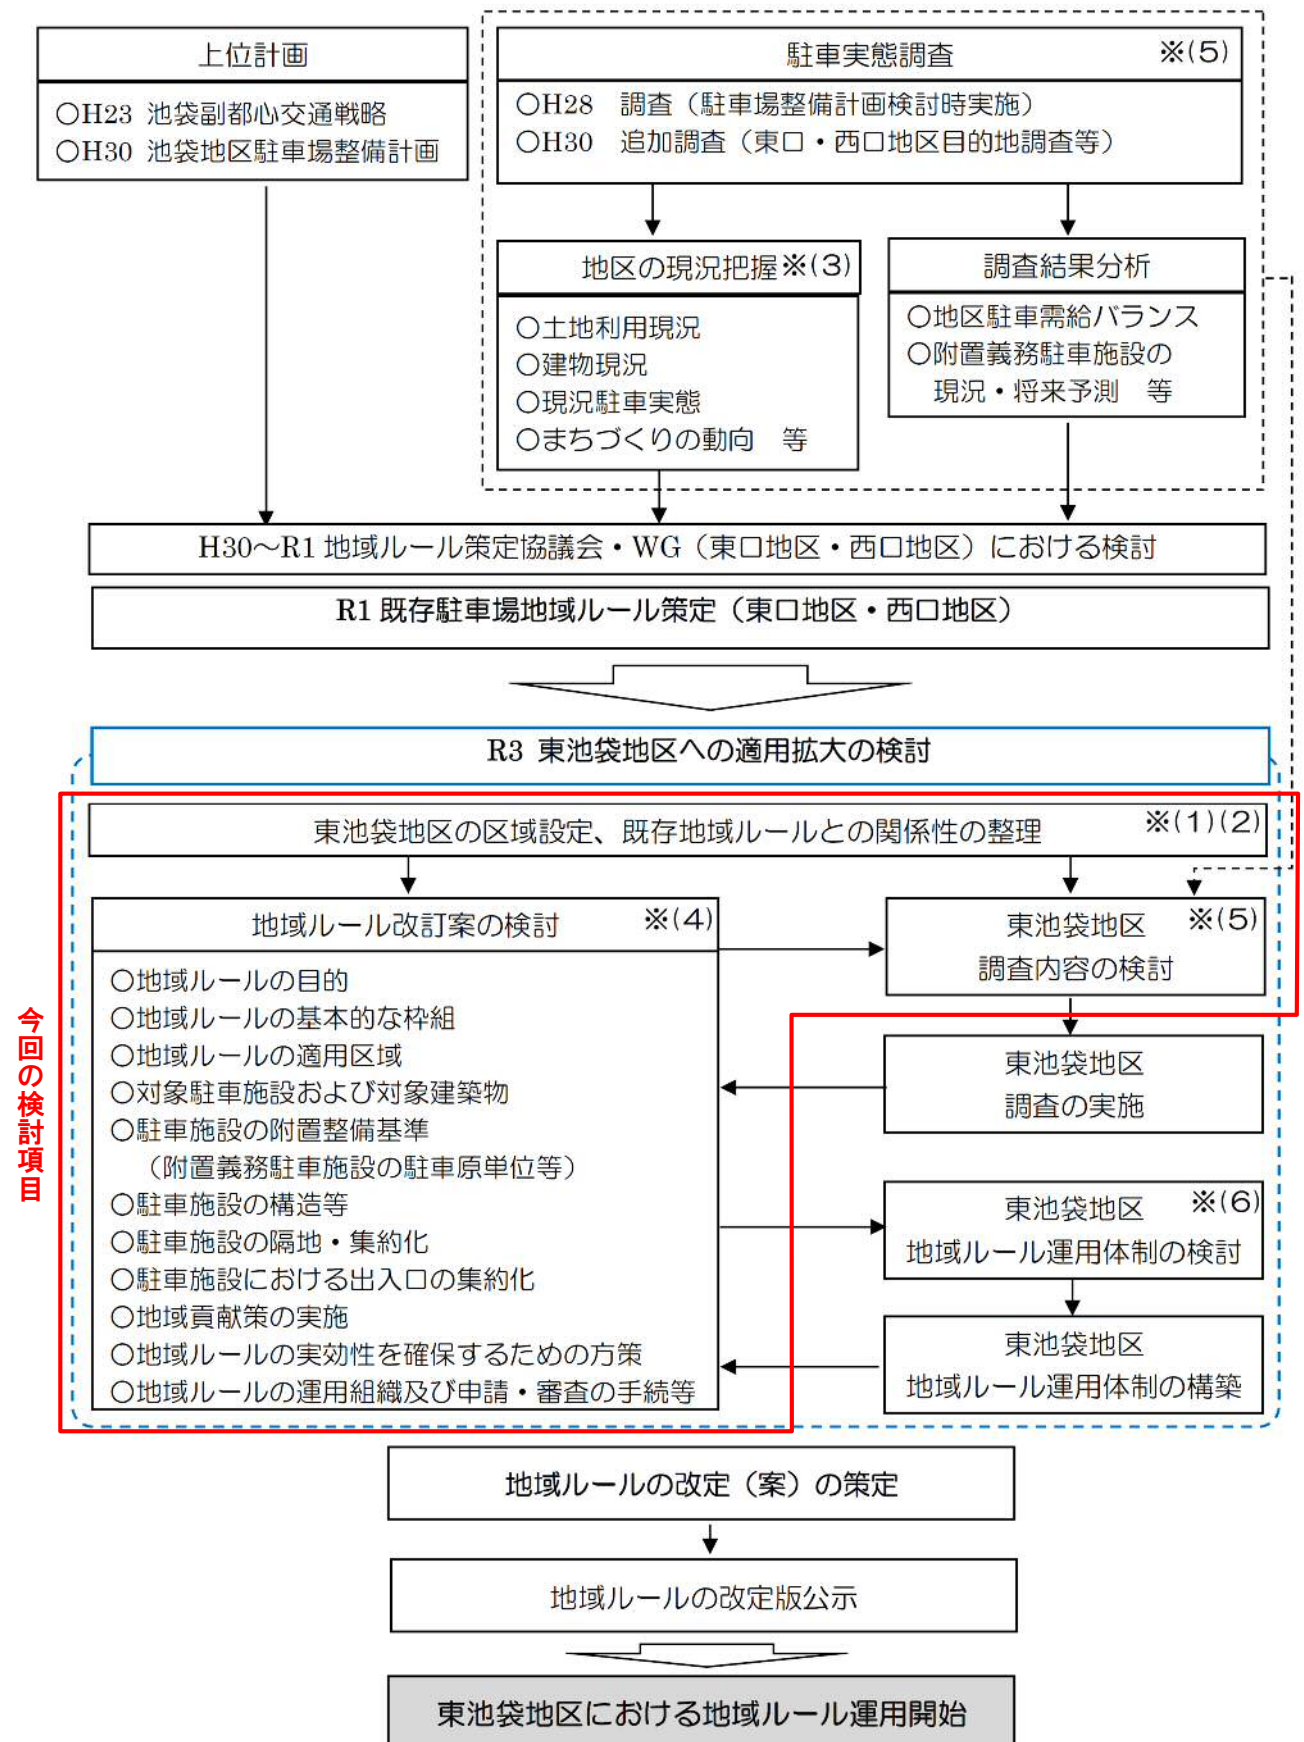 上位計画
○H23 池袋副都心交通戦略
○H30 池袋地区駐車場整備計画
駐車実態調査 ※(5)
○H28 調査（駐車場整備計画検討時実施）
○H30 追加調査（東口・西口地区目的地調査等）
地区の現況把握※(3)
○土地利用現況
○建物現況
○現況駐車実態
○まちづくりの動向 等
調査結果分析
○地区駐車需給バランス
○附置義務駐車施設の
現況・将来予測 等
H30～R1 地域ルール策定協議会・WG（東口地区・西口地区）における検討
R1 既存駐車場地域ルール策定（東口地区・西口地区）
R3 東池袋地区への適用拡大の検討
東池袋地区の区域設定、既存地域ルールとの関係性の整理 ※(1)(2)
今回の検討項目
地域ルール改訂案の検討 ※(4)
○地域ルールの目的
○地域ルールの基本的な枠組
○地域ルールの適用区域
○対象駐車施設および対象建築物
○駐車施設の附置整備基準
（附置義務駐車施設の駐車原単位等）
○駐車施設の構造等
○駐車施設の隔地・集約化
○駐車施設における出入口の集約化
○地域貢献策の実施
○地域ルールの実効性を確保するための方策
○地域ルールの運用組織及び申請・審査の手続等
東池袋地区 ※(5)
調査内容の検討
東池袋地区
調査の実施
東池袋地区 ※(6)
地域ルール運用体制の検討
東池袋地区
地域ルール運用体制の構築
地域ルールの改定（案）の策定
地域ルールの改定版公示
東池袋地区における地域ルール運用開始